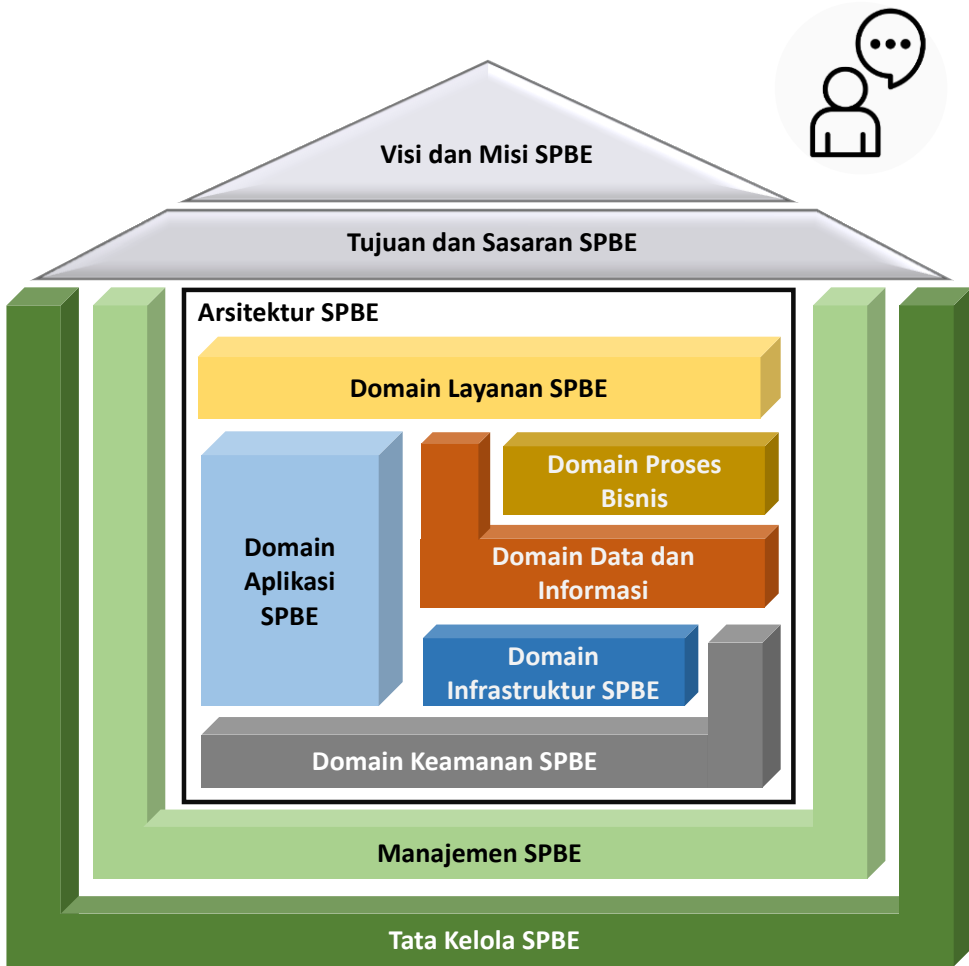 Visi dan Misi SPBE
Tujuan dan Sasaran SPBE
Arsitektur SPBE
Domain Layanan SPBE
Domain
Aplikasi
SPBE
Domain Proses
Bisnis
Domain Data dan
Informasi
Domain
Infrastruktur SPBE
Domain Keamanan SPBE
Manajemen SPBE
Tata Kelola SPBE